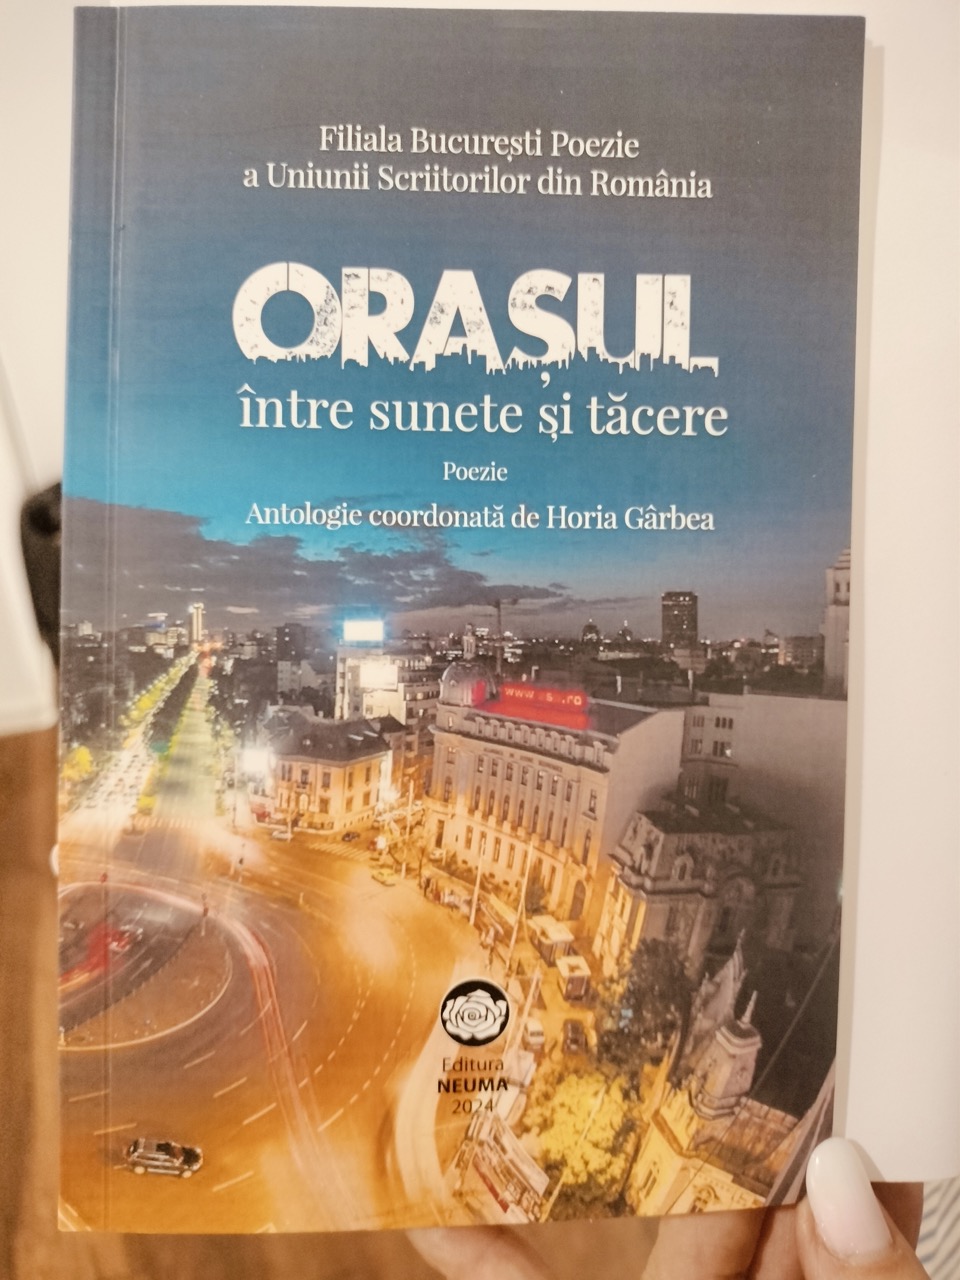 Filiala București Poezie
a Uniunii Scriitorilor din România
ORAȘUL
între sunete și tăcere
Poezie
Antologie coordonată de Horia Gârbea
Editura
NEUMA
2024